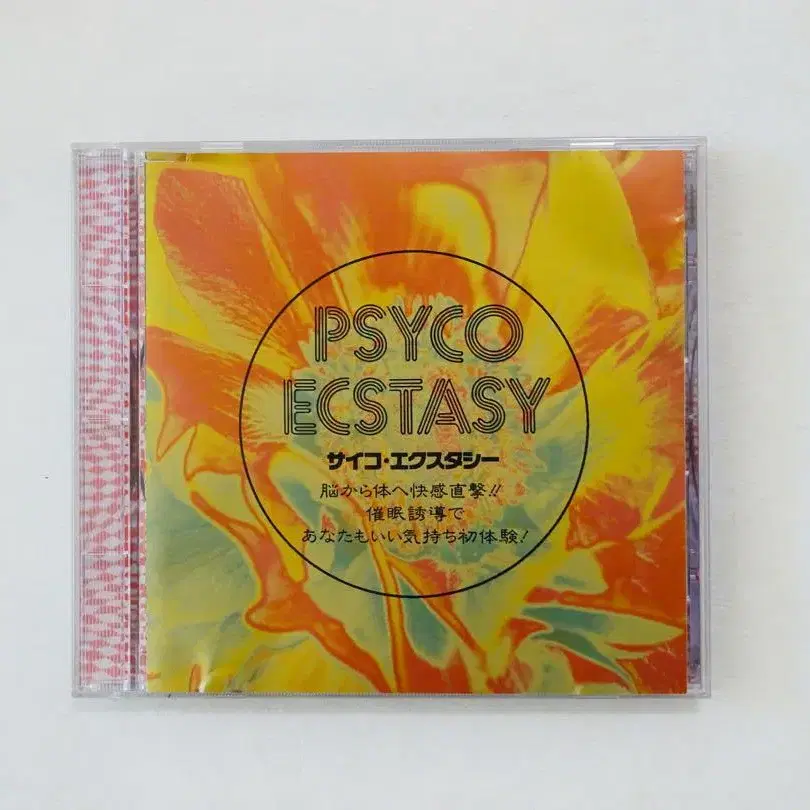 PSYCO
ECSTASY
サイコ・エクスタシー
脳から体へ快感直撃!!
催眠誘導で
あなたもいい気持ち初体験!